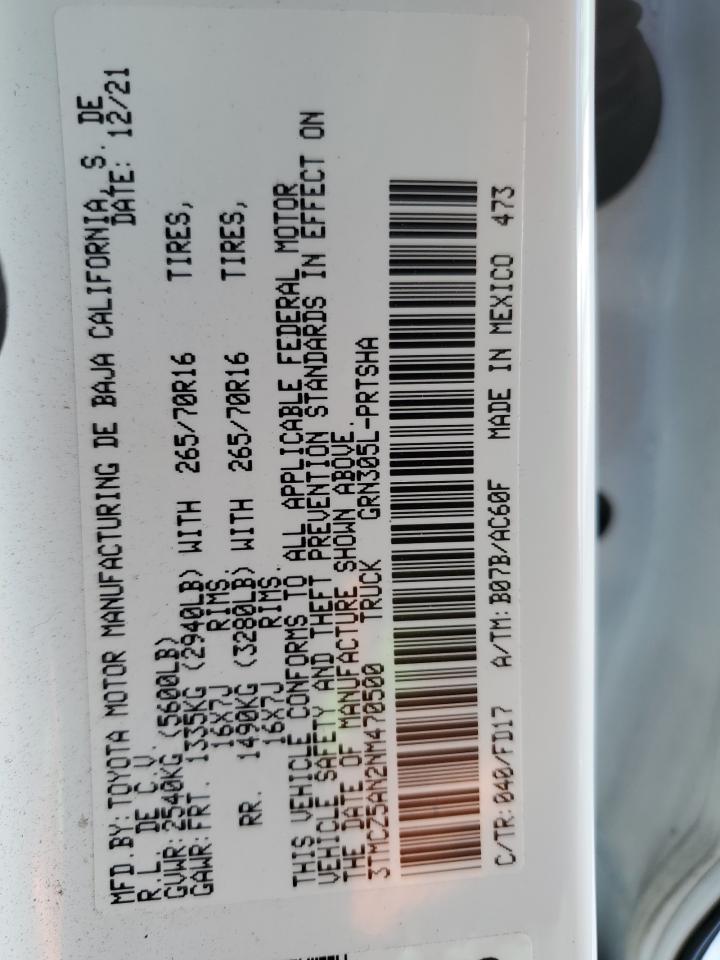 MFD.BY: TOYOTA MOTOR MANUFACTURING DE BAJA CALIFORNIA, S. DE
R.L. DE C.V. DATE: 12/21
GVWR: 2540KG (5600LB)
GAWR: FRT. 1335KG (2940LB) WITH 265/70R16 TIRES,
16X7J RIMS
RR. 1490KG (3280LB) WITH 265/70R16 TIRES,
16X7J RIMS.
THIS VEHICLE CONFORMS TO ALL APPLICABLE FEDERAL MOTOR
VEHICLE SAFETY AND THEFT PREVENTION STANDARDS IN EFFECT ON
THE DATE OF MANUFACTURE SHOWN ABOVE.
3TMCZ5AN2NM470500 TRUCK GRN305L-PRTSHA
C/TR: 040/FD17 A/TM: B07B/AC60F MADE IN MEXICO 473